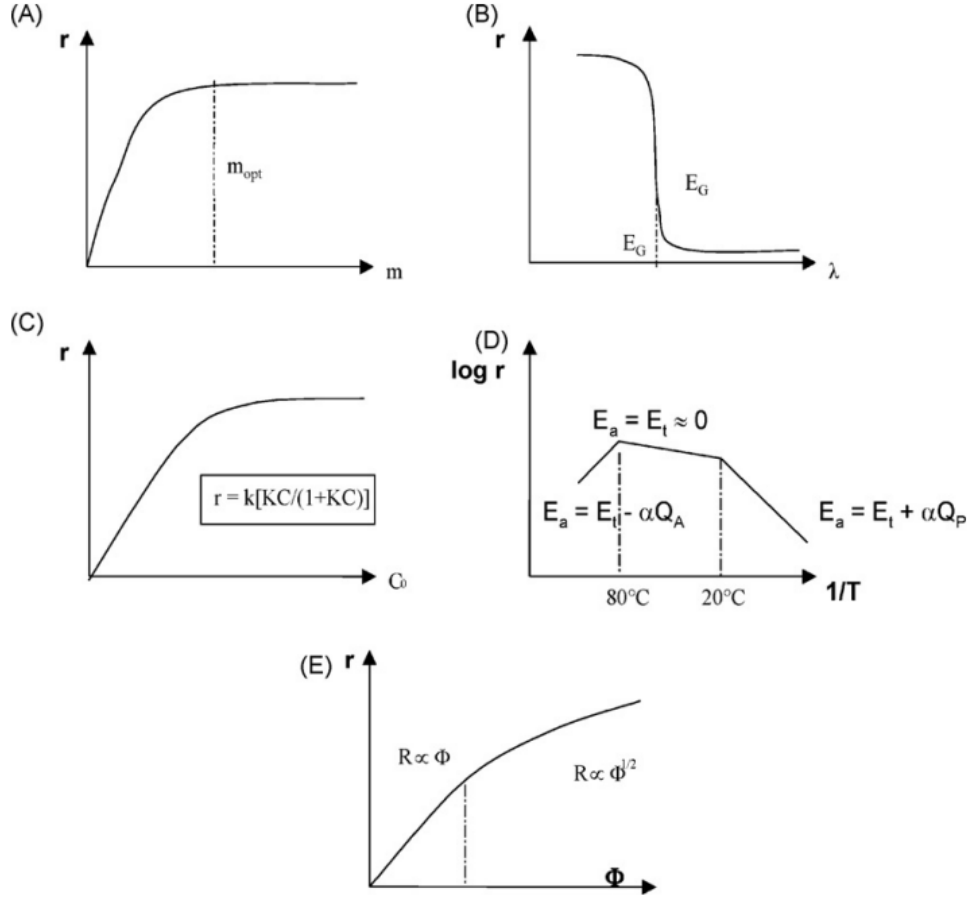 (A)
r
m_opt
m
(B)
r
E_G
E_G
λ
(C)
r
r = k[KC/(1+KC)]
C_0
(D)
log r
E_a = E_t ≈ 0
E_a = E_t - αQ_A
E_a = E_t + αQ_P
80°C
20°C
1/T
(E)
r
R ∝ Φ
R ∝ Φ^1/2
Φ